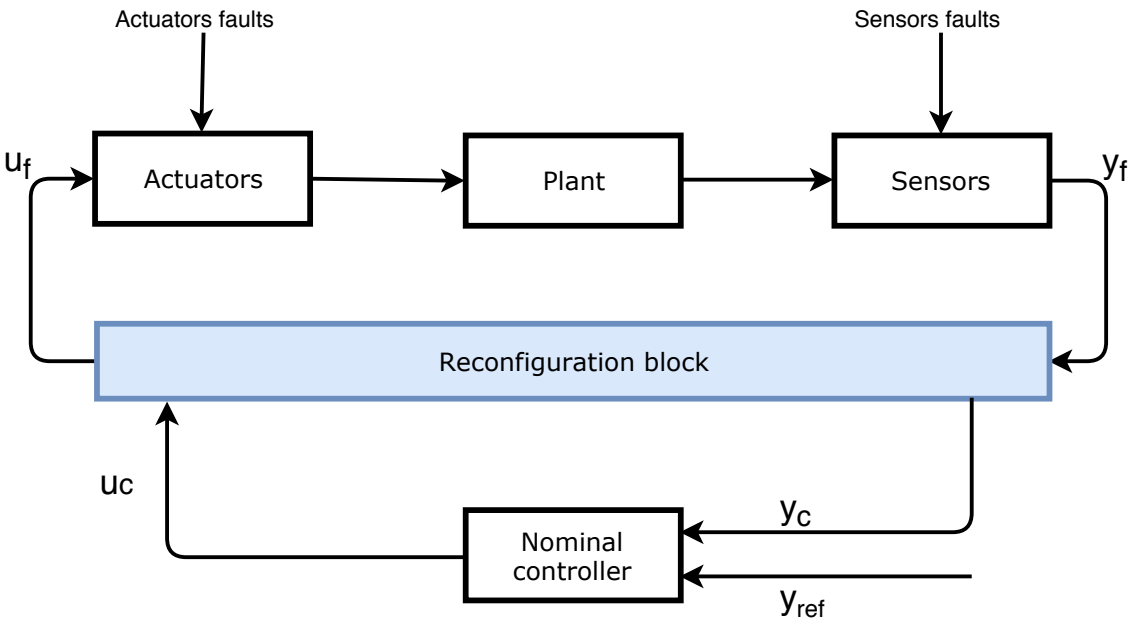 Actuators faults
Sensors faults
uf
Actuators
Plant
Sensors
yf
Reconfiguration block
uc
yc
Nominal
controller
yref